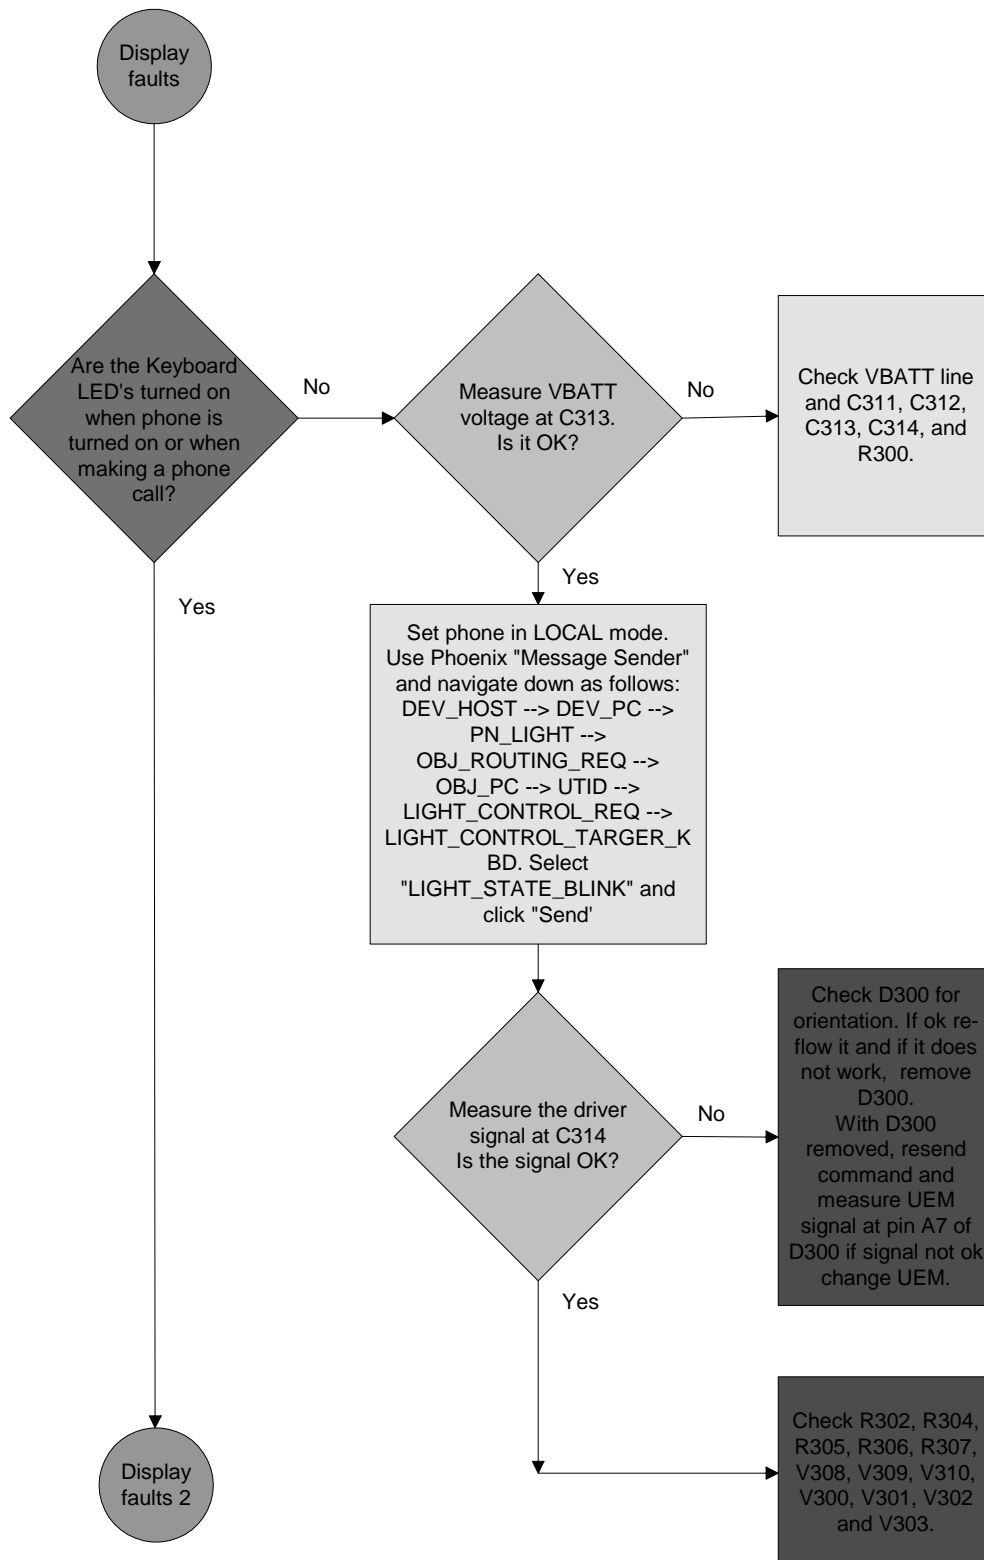 Display
faults
Are the Keyboard
LED's turned on
when phone is
turned on or when
making a phone
call?
No
Measure VBATT
voltage at C313.
Is it OK?
No
Check VBATT line
and C311, C312,
C313, C314, and
R300.
Yes
Yes
Set phone in LOCAL mode.
Use Phoenix "Message Sender"
and navigate down as follows:
DEV_HOST --> DEV_PC -->
PN_LIGHT -->
OBJ_ROUTING_REQ -->
OBJ_PC --> UTID -->
LIGHT_CONTROL_REQ -->
LIGHT_CONTROL_TARGER_K
BD. Select
"LIGHT_STATE_BLINK" and
click "Send'
Measure the driver
signal at C314
Is the signal OK?
No
Check D300 for
orientation. If ok re-
flow it and if it does
not work, remove
D300.
With D300
removed, resend
command and
measure UEM
signal at pin A7 of
D300 if signal not ok
change UEM.
Yes
Check R302, R304,
R305, R306, R307,
V308, V309, V310,
V300, V301, V302
and V303.
Display
faults 2